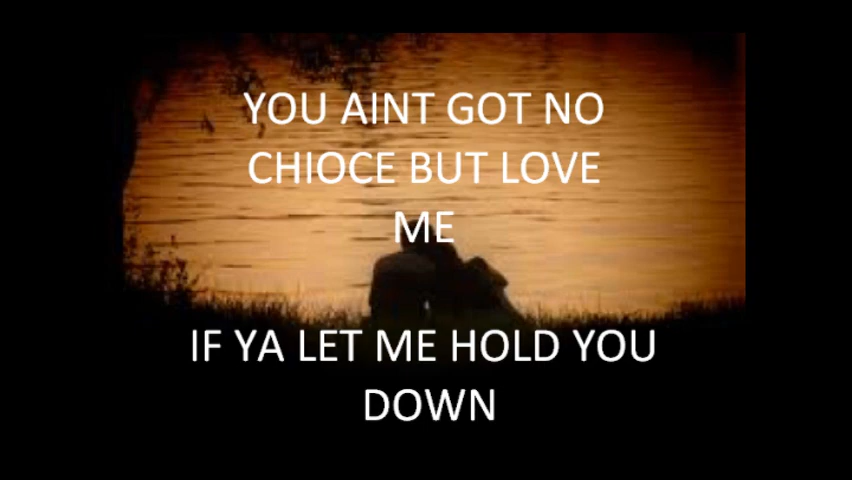 YOU AINT GOT NO
CHIOCE BUT LOVE
ME
IF YA LET ME HOLD YOU
DOWN